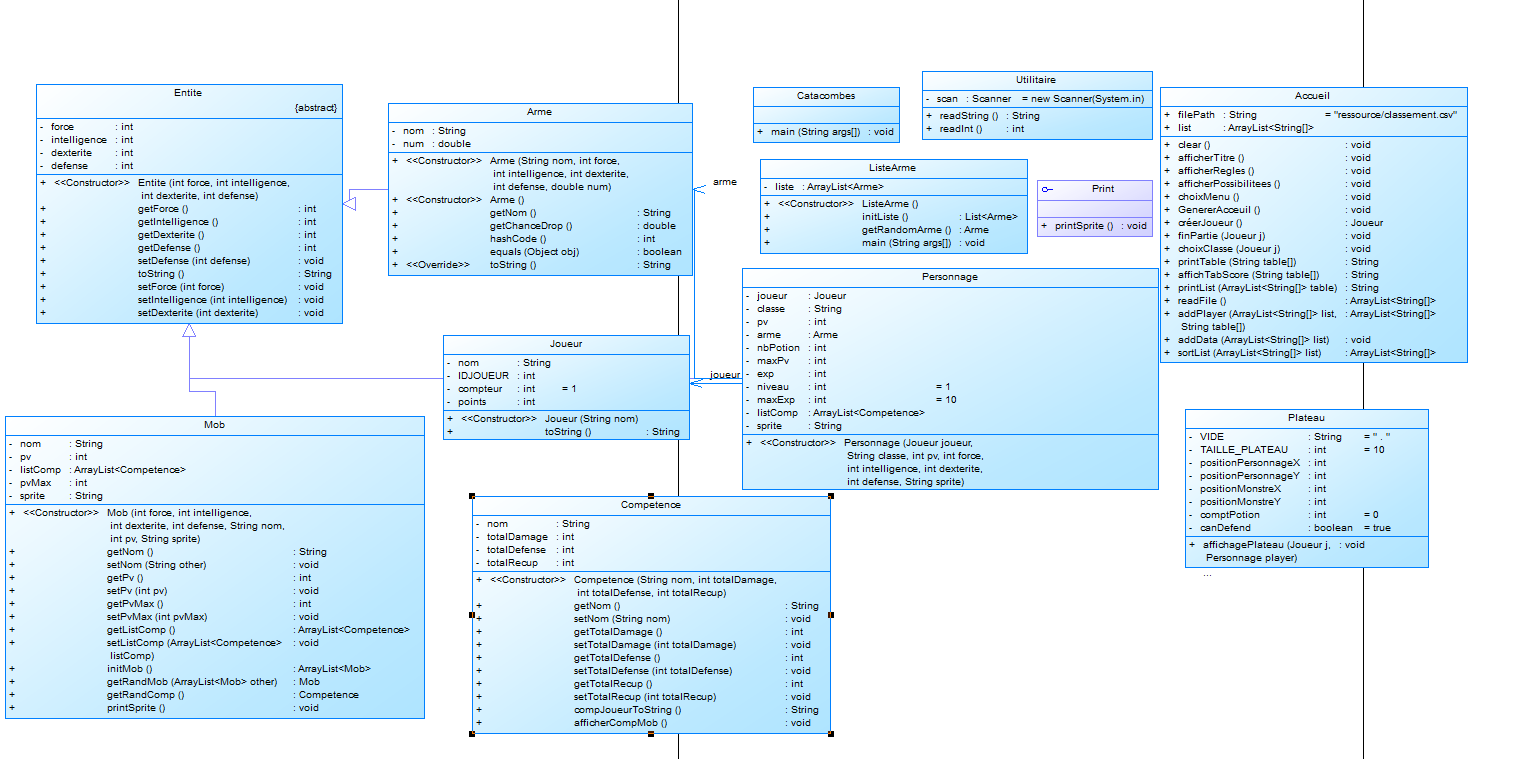 Entite
{abstract}
- force : int
- intelligence : int
- dexterite : int
- defense : int
+ <<Constructor>> Entite (int force, int intelligence,
int dexterite, int defense)
+ getForce () : int
+ getIntelligence () : int
+ getDexterite () : int
+ getDefense () : int
+ setDefense (int defense) : void
+ toString () : String
+ setForce (int force) : void
+ setIntelligence (int intelligence) : void
+ setDexterite (int dexterite) : void
Arme
- nom : String
- num : double
+ <<Constructor>> Arme (String nom, int force,
int intelligence, int dexterite,
int defense, double num)
+ <<Constructor>> Arme ()
+ getNom () : String
+ getChanceDrop () : double
+ hashCode () : int
+ equals (Object obj) : boolean
+ <<Override>> toString () : String
arme
Catacombes
+ main (String args[]) : void
Utilitaire
- scan : Scanner = new Scanner(System.in)
+ readString () : String
+ readInt () : int
ListeArme
- liste : ArrayList<Arme>
+ <<Constructor>> ListeArme ()
+ initListe () : List<Arme>
+ getRandomArme () : Arme
+ main (String args[]) : void
Print
+ printSprite () : void
Accueil
+ filePath : String = "ressource/classement.csv"
+ list : ArrayList<String[]>
+ clear () : void
+ afficherTitre () : void
+ afficherRegles () : void
+ afficherPossibilitees () : void
+ choixMenu () : void
+ GenererAcceuil () : void
+ créerJoueur () : Joueur
+ finPartie (Joueur j) : void
+ choixClasse (Joueur j) : void
+ printTable (String table[]) : String
+ affichTabScore (String table[]) : String
+ printList (ArrayList<String[]> table) : String
+ readFile () : ArrayList<String[]>
+ addPlayer (ArrayList<String[]> list, : ArrayList<String[]>
String table[])
+ addData (ArrayList<String[]> list) : void
+ sortList (ArrayList<String[]> list) : ArrayList<String[]>
Joueur
- nom : String
- IDJOUEUR : int
- compteur : int = 1
- points : int
+ <<Constructor>> Joueur (String nom)
+ toString () : String
joueur
Personnage
- joueur : Joueur
- classe : String
- pv : int
- arme : Arme
- nbPotion : int
- maxPv : int
- exp : int
- niveau : int = 1
- maxExp : int = 10
- listComp : ArrayList<Competence>
- sprite : String
+ <<Constructor>> Personnage (Joueur joueur,
String classe, int pv, int force,
int intelligence, int dexterite,
int defense, String sprite)
Mob
- nom : String
- pv : int
- listComp : ArrayList<Competence>
- pvMax : int
- sprite : String
+ <<Constructor>> Mob (int force, int intelligence,
int dexterite, int defense, String nom,
int pv, String sprite)
+ getNom () : String
+ setNom (String other) : void
+ getPv () : int
+ setPv (int pv) : void
+ getPvMax () : int
+ setPvMax (int pvMax) : void
+ getListComp () : ArrayList<Competence>
+ setListComp (ArrayList<Competence> : void
listComp)
+ initMob () : ArrayList<Mob>
+ getRandMob (ArrayList<Mob> other) : Mob
+ getRandComp () : Competence
+ printSprite () : void
Competence
- nom : String
- totalDamage : int
- totalDefense : int
- totalRecup : int
+ <<Constructor>> Competence (String nom, int totalDamage,
int totalDefense, int totalRecup)
+ getNom () : String
+ setNom (String nom) : void
+ getTotalDamage () : int
+ setTotalDamage (int totalDamage) : void
+ getTotalDefense () : int
+ setTotalDefense (int totalDefense) : void
+ getTotalRecup () : int
+ setTotalRecup (int totalRecup) : void
+ compJoueurToString () : String
+ afficherCompMob () : void
Plateau
- VIDE : String = " . "
- TAILLE_PLATEAU : int = 10
- positionPersonnageX : int
- positionPersonnageY : int
- positionMonstreX : int
- positionMonstreY : int
- comptPotion : int = 0
- canDefend : boolean = true
+ affichagePlateau (Joueur j, : void
Personnage player)
...